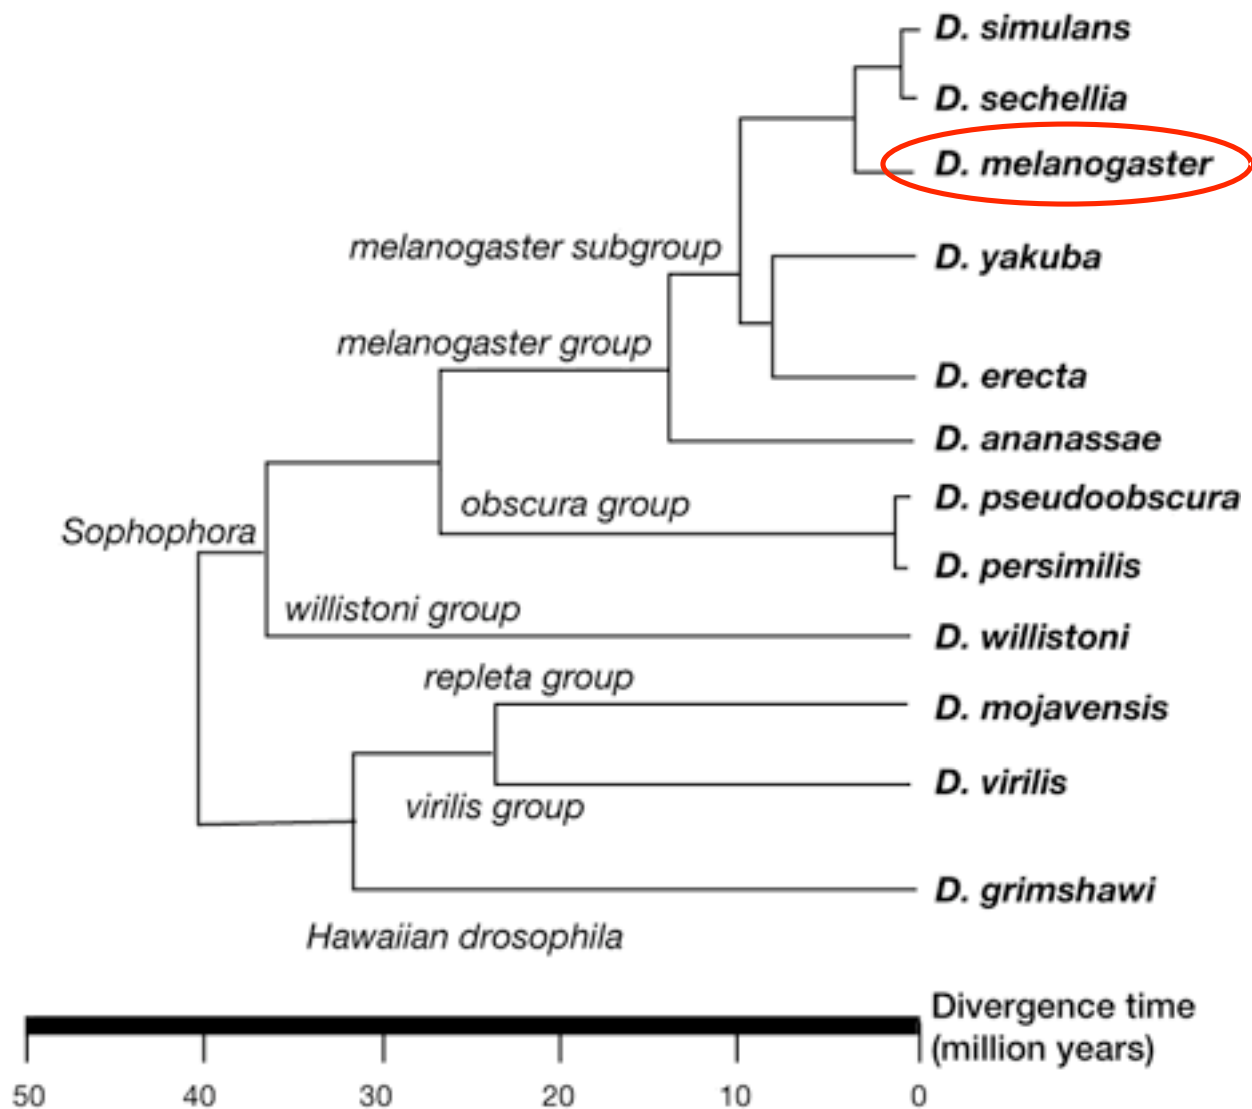 D. simulans
D. sechellia
D. melanogaster
melanogaster subgroup
D. yakuba
melanogaster group
D. erecta
D. ananassae
obscura group
D. pseudoobscura
Sophophora
D. persimilis
willistoni group
D. willistoni
repleta group
D. mojavensis
D. virilis
virilis group
D. grimshawi
Hawaiian drosophila
Divergence time
(million years)
50 40 30 20 10 0